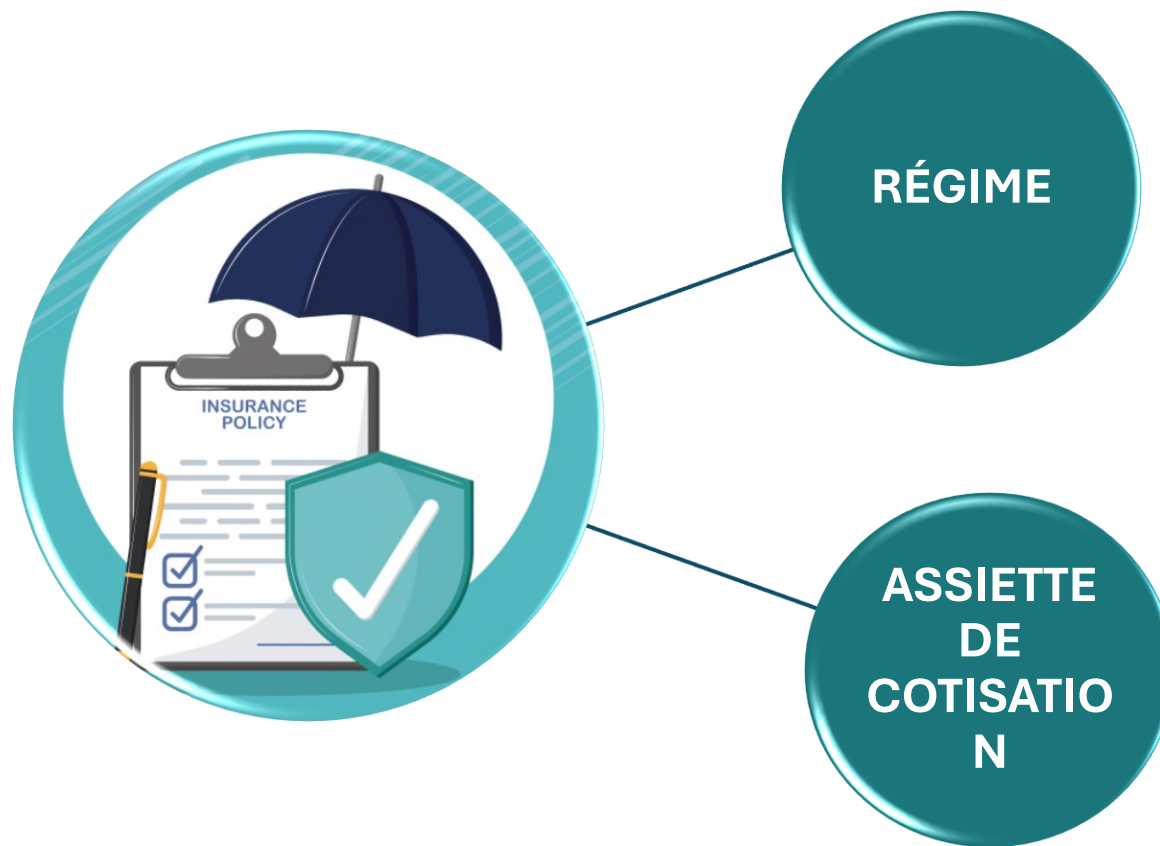 RÉGIME
INSURANCE
POLICY
ASSIETTE
DE
COTISATIO
N